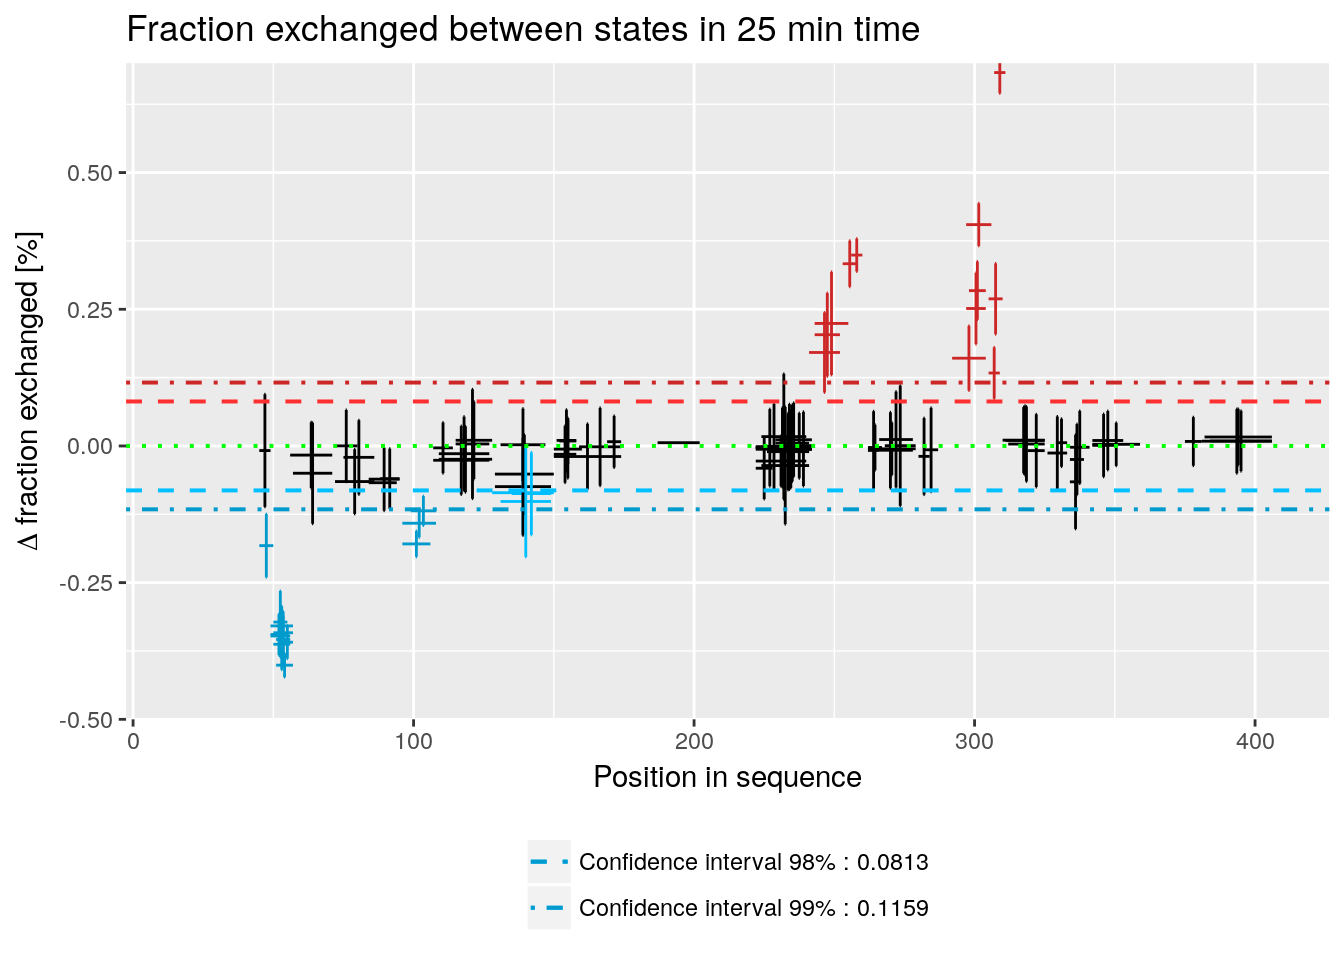 Fraction exchanged between states in 25 min time
Δ fraction exchanged [%]
0.50
0.25
0.00
-0.25
-0.50
0 100 200 300 400
Position in sequence
Confidence interval 98% : 0.0813
Confidence interval 99% : 0.1159